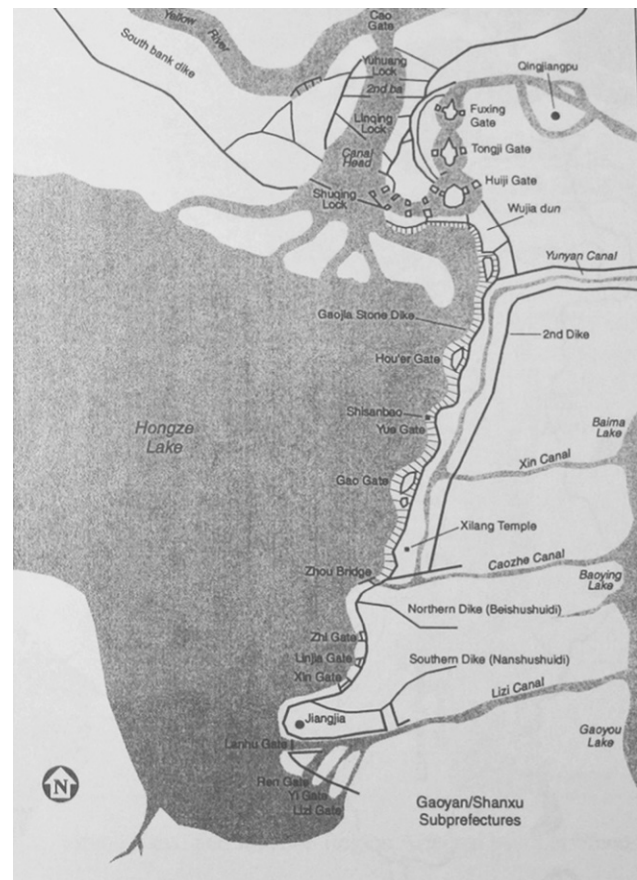 Cao
Gate
Yellow River
South bank dike
Yuhuang
Lock
2nd ba
Qingjiangpu
Linqing
Lock
Fuxing
Gate
Canal
Head
Tongji Gate
Huiji Gate
Shuqing
Lock
Wujia dun
Yunyan Canal
Gaojia Stone Dike
2nd Dike
Hou'er Gate
Shisanbao
Yue Gate
Hongze
Lake
Baima
Lake
Xin Canal
Gao Gate
Xilang Temple
Caozhe Canal
Zhou Bridge
Baoying
Lake
Northern Dike (Beishushuidi)
Zhi Gate
Linjia Gate
Southern Dike (Nanshushuidi)
Xin Gate
Lizi Canal
Jiangjia
Gaoyou
Lake
Lanhu Gate
Ren Gate
Yi Gate
Lizi Gate
N
Gaoyan/Shanxu
Subprefectures